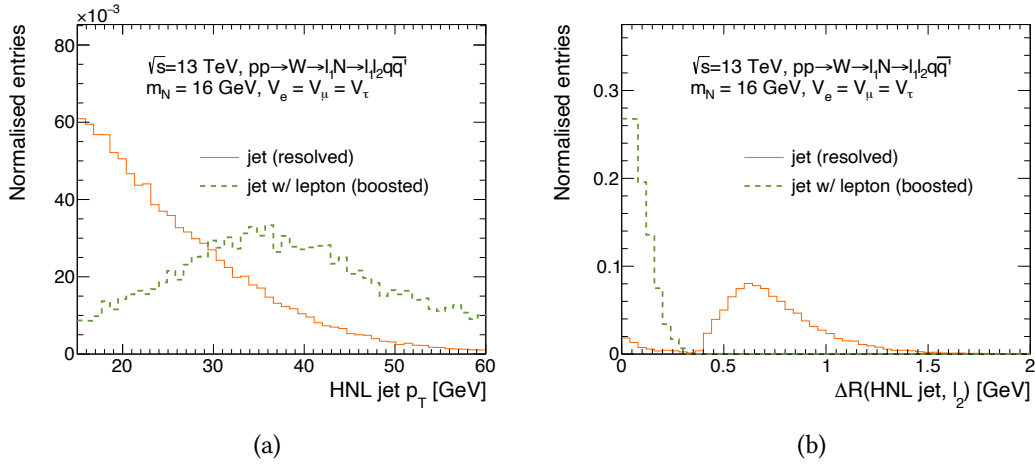 ×10⁻³
Normalised entries
80
60
40
20
0
√s=13 TeV, pp→W→l₁N→l₁l₂qq̅'
m_N = 16 GeV, V_e = V_μ = V_τ
jet (resolved)
jet w/ lepton (boosted)
20 30 40 50 60
HNL jet p_T [GeV]
(a)
Normalised entries
0.3
0.2
0.1
0
√s=13 TeV, pp→W→l₁N→l₁l₂qq̅'
m_N = 16 GeV, V_e = V_μ = V_τ
jet (resolved)
jet w/ lepton (boosted)
0 0.5 1 1.5 2
ΔR(HNL jet, l₂) [GeV]
(b)